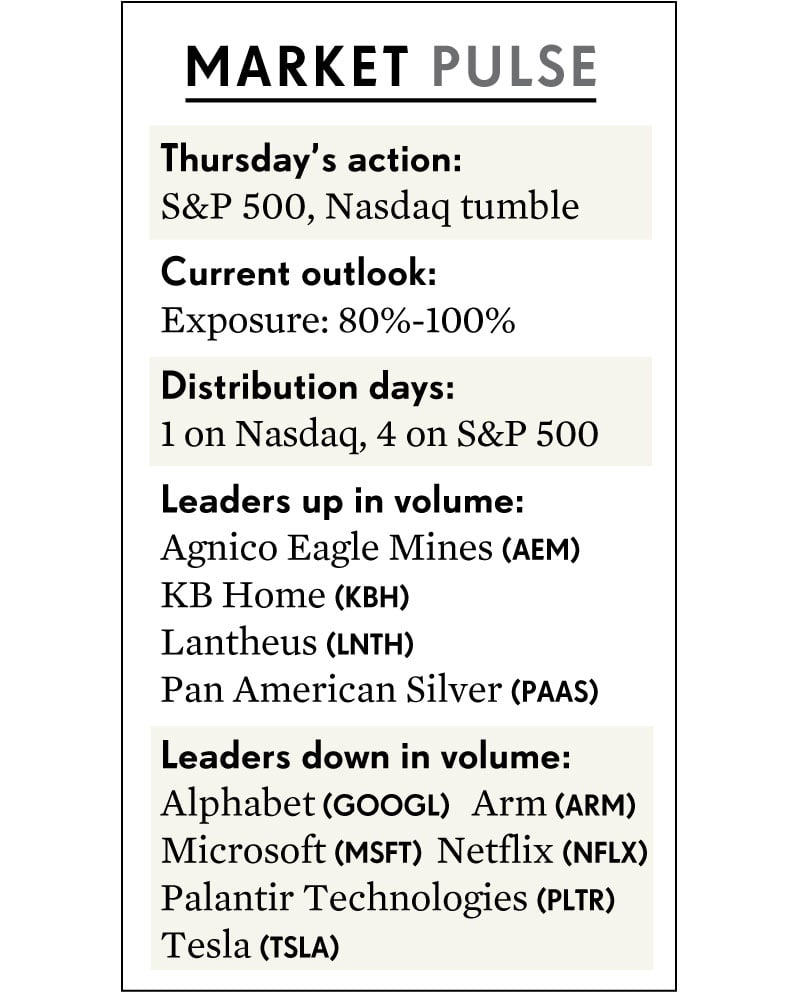 MARKET PULSE
Thursday's action:
S&P 500, Nasdaq tumble
Current outlook:
Exposure: 80%-100%
Distribution days:
1 on Nasdaq, 4 on S&P 500
Leaders up in volume:
Agnico Eagle Mines (AEM)
KB Home (KBH)
Lantheus (LNTH)
Pan American Silver (PAAS)
Leaders down in volume:
Alphabet (GOOGL) Arm (ARM)
Microsoft (MSFT) Netflix (NFLX)
Palantir Technologies (PLTR)
Tesla (TSLA)